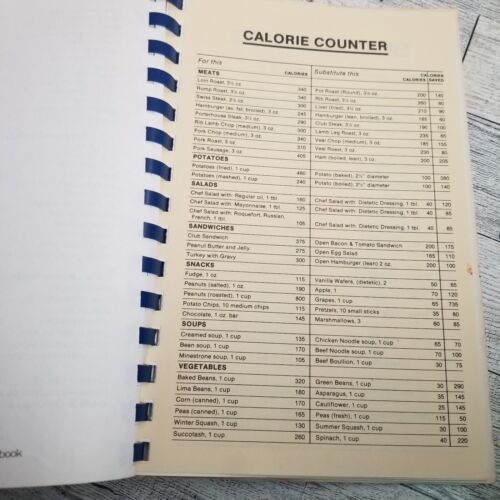 CALORIE COUNTER
For this Substitute this
MEATS CALORIES CALORIES CALORIES SAVED
Loin Roast, 3½ oz. 340 Pot Roast (Round), 3½ oz. 200 140
Rump Roast, 3½ oz. 340 Rib Roast, 3½ oz. 260 80
Swiss Steak, 3½ oz. 300 Liver (fried), 3½ oz. 210 90
Hamburger (av. fat, broiled), 3 oz. 245 Hamburger (lean, broiled), 3 oz. 185 60
Porterhouse Steak, 3½ oz. 290 Club Steak, 3½ oz. 190 100
Rib Lamb Chop (medium), 3 oz. 300 Lamb Leg Roast, 3 oz. 235 65
Pork Chop (medium), 3 oz. 340 Veal Chop (medium), 3 oz. 185 155
Pork Roast, 3 oz. 310 Veal Roast, 3 oz. 230 80
Pork Sausage, 3 oz. 405 Ham (boiled, lean), 3 oz. 200 205
POTATOES
Potatoes (fried), 1 cup 480 Potato (baked), 2½" diameter 100 380
Potatoes (mashed), 1 cup 240 Potato (boiled), 2½" diameter 100 140
SALADS
Chef Salad with: Regular oil, 1 tbl. 160 Chef Salad with: Dietetic Dressing, 1 tbl. 40 120
Chef Salad with: Mayonnaise, 1 tbl. 125 Chef Salad with: Dietetic Dressing, 1 tbl. 40 85
Chef Salad with: Roquefort, Russian, French, 1 tbl. 105 Chef Salad with: Dietetic Dressing, 1 tbl. 40 65
SANDWICHES
Club Sandwich 375 Open Bacon & Tomato Sandwich 200 175
Peanut Butter and Jelly 275 Open Egg Salad 165 110
Turkey with Gravy 300 Open Hamburger (lean) 2 oz. 200 100
SNACKS
Fudge, 1 oz. 115 Vanilla Wafers, (dietetic), 2 50 65
Peanuts (salted), 1 oz. 190 Apple, 1 70 120
Peanuts (roasted), 1 cup 800 Grapes, 1 cup 65 735
Potato Chips, 10 medium chips 115 Pretzels, 10 small sticks 35 80
Chocolate, 1 oz. bar 145 Marshmallows, 3 60 85
SOUPS
Creamed soup, 1 cup 135 Chicken Noodle soup, 1 cup 65 70
Bean soup, 1 cup 170 Beef Noodle soup, 1 cup 70 100
Minestrone soup, 1 cup 105 Beef Bouillion, 1 cup 30 75
VEGETABLES
Baked Beans, 1 cup 320 Green Beans, 1 cup 30 290
Lima Beans, 1 cup 180 Asparagus, 1 cup 35 145
Corn (canned), 1 cup 170 Cauliflower, 1 cup 25 145
Peas (canned), 1 cup 165 Peas (fresh), 1 cup 115 50
Winter Squash, 1 cup 130 Summer Squash, 1 cup 30 100
Succotash, 1 cup 260 Spinach, 1 cup 40 220
book